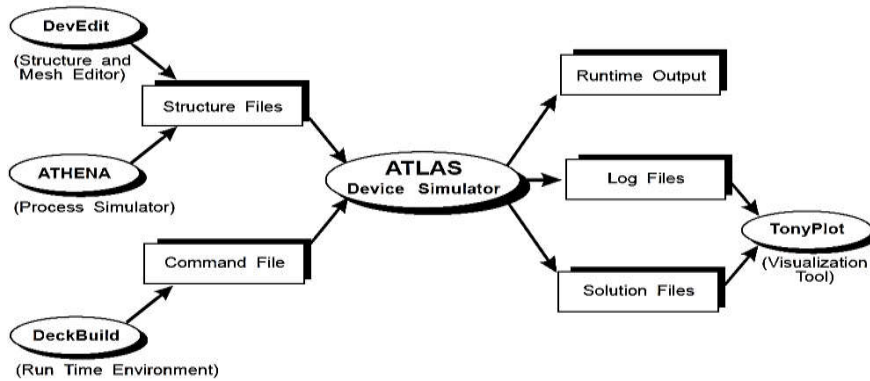 DevEdit
(Structure and
Mesh Editor)
Structure Files
ATHENA
(Process Simulator)
Command File
DeckBuild
(Run Time Environment)
ATLAS
Device Simulator
Runtime Output
Log Files
Solution Files
TonyPlot
(Visualization
Tool)